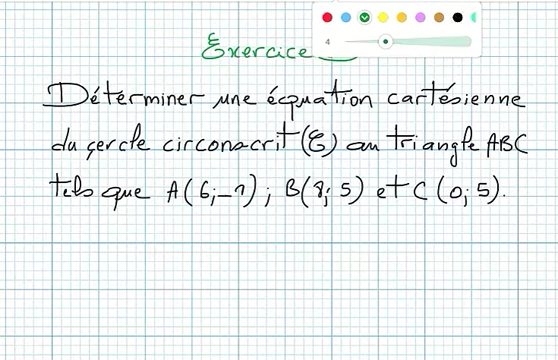 Exercice
4
Déterminer une équation cartésienne
du cercle circonscrit (C) au triangle ABC
tels que A(6;-1); B(8; 5) et C (0; 5).